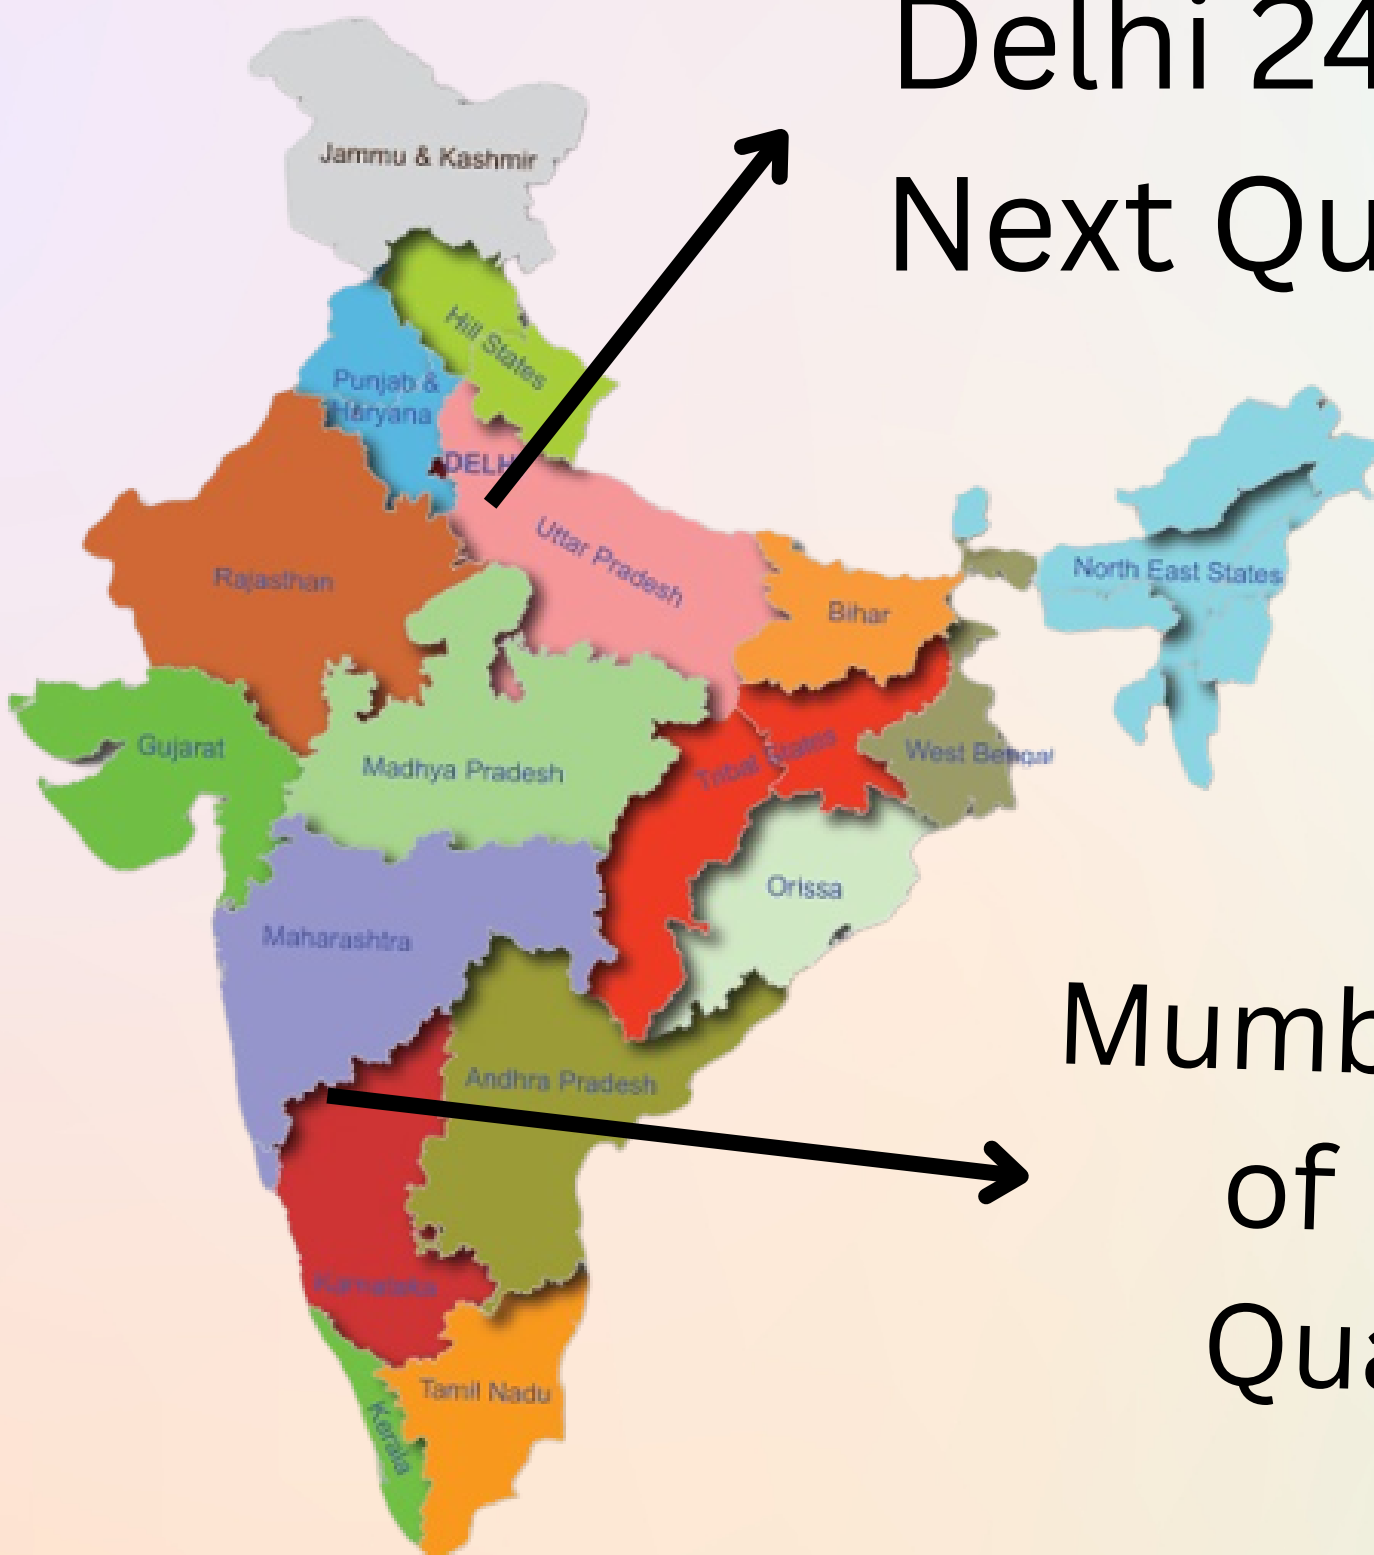 Delhi 24
Next Qu
Jammu & Kashmir
Hill States
Punjab &
Haryana
DELH
Uttar Pradesh
Rajasthan
Bihar
North East States
Gujarat
Madhya Pradesh
Tribal States
West Bengal
Orissa
Maharashtra
Mumb
Andhra Pradesh
of
Karnataka
Qua
Tamil Nadu
Kerala